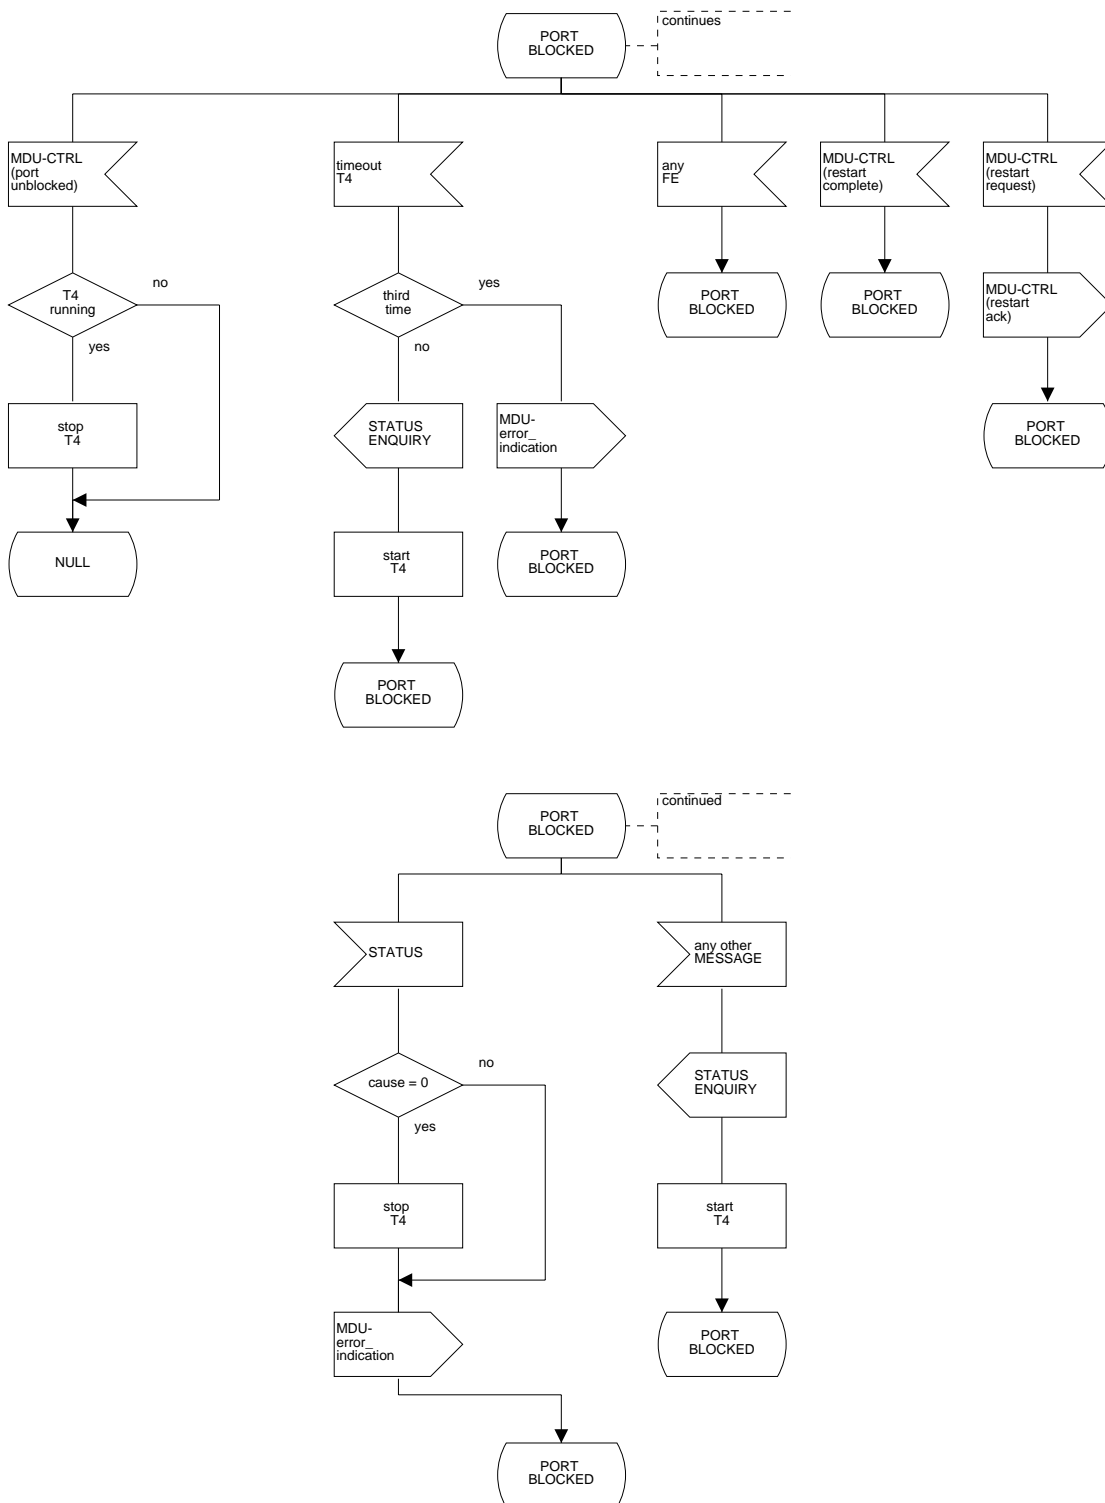 PORT
BLOCKED
continues
MDU-CTRL
(port
unblocked)
timeout
T4
any
FE
MDU-CTRL
(restart
complete)
MDU-CTRL
(restart
request)
T4
running
no
yes
third
time
yes
no
PORT
BLOCKED
PORT
BLOCKED
MDU-CTRL
(restart
ack)
stop
T4
STATUS
ENQUIRY
MDU-
error_
indication
PORT
BLOCKED
NULL
start
T4
PORT
BLOCKED
PORT
BLOCKED
PORT
BLOCKED
continued
STATUS
any other
MESSAGE
cause = 0
no
yes
STATUS
ENQUIRY
stop
T4
start
T4
MDU-
error_
indication
PORT
BLOCKED
PORT
BLOCKED